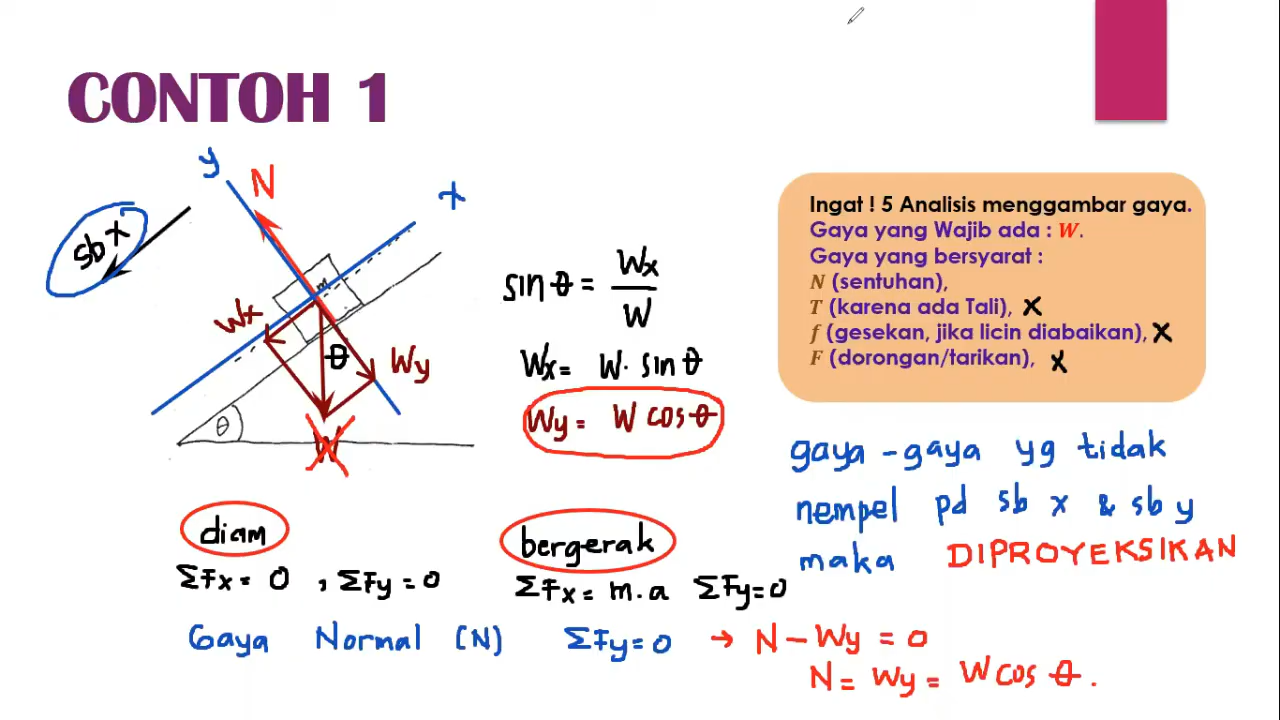 CONTOH 1
y
N
x
sb x
m
Wx
θ
Wy
θ
W
sin θ = Wx / W
Wx = W · sin θ
Wy = W cos θ
Ingat ! 5 Analisis menggambar gaya.
Gaya yang Wajib ada : W.
Gaya yang bersyarat :
N (sentuhan),
T (karena ada Tali), x
f (gesekan, jika licin diabaikan), x
F (dorongan/tarikan), x
gaya - gaya yg tidak
nempel pd sb x & sb y
maka DIPROYEKSIKAN
diam
ΣFx = 0 , ΣFy = 0
bergerak
ΣFx = m.a ΣFy = 0
Gaya Normal (N) ΣFy = 0 → N - Wy = 0
N = Wy = W cos θ .